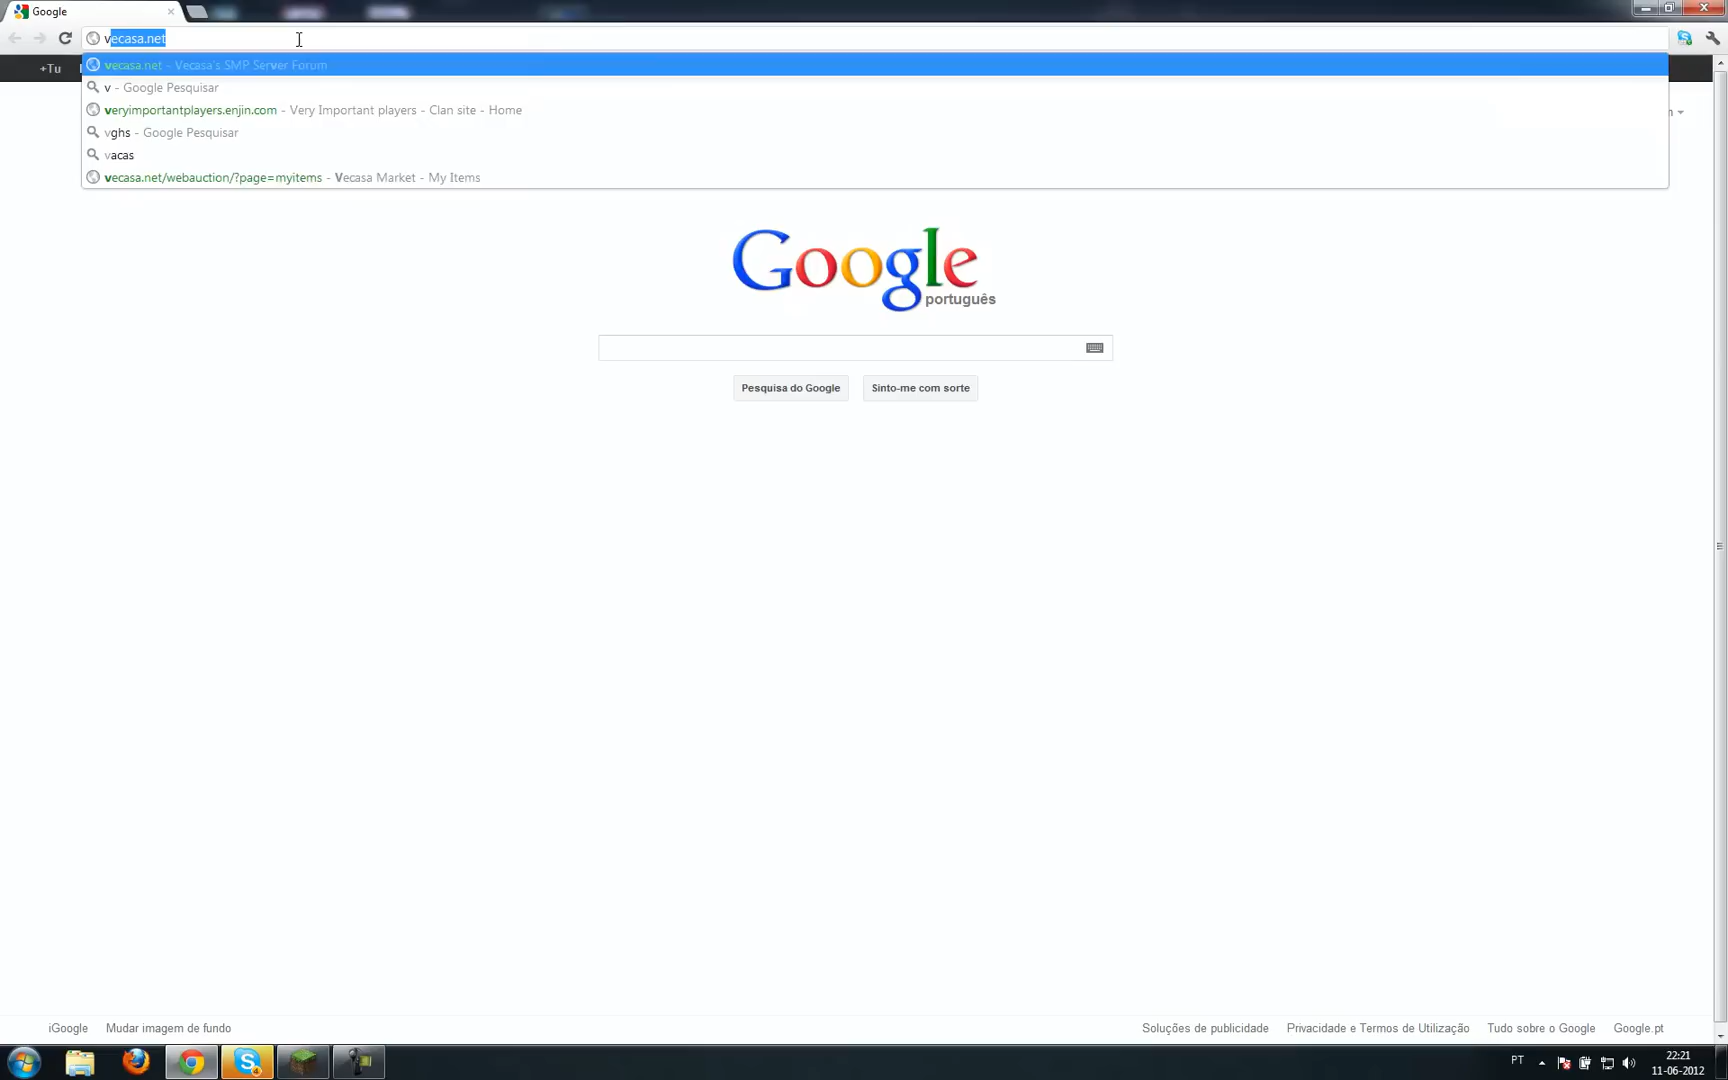 Google
vecasa.net
+Tu
vecasa.net - Vecasa's SMP Server Forum
v - Google Pesquisar
veryimportantplayers.enjin.com - Very Important players - Clan site - Home
vghs - Google Pesquisar
vacas
vecasa.net/webauction/?page=myitems - Vecasa Market - My Items
Google
português
Pesquisa do Google
Sinto-me com sorte
iGoogle
Mudar imagem de fundo
Soluções de publicidade
Privacidade e Termos de Utilização
Tudo sobre o Google
Google.pt
PT
22:21
11-06-2012